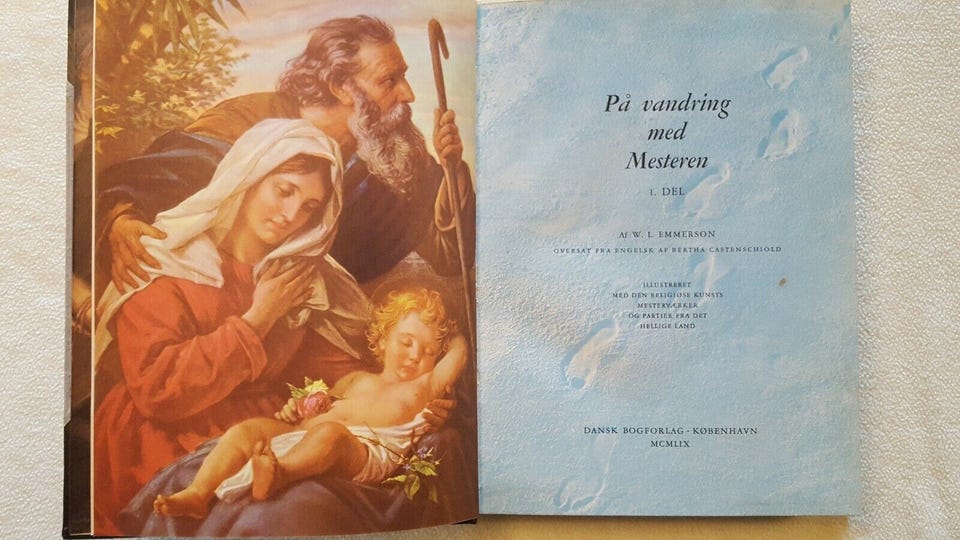 På vandring
med
Mesteren
1. DEL
Af W. L. EMMERSON
OVERSAT FRA ENGELSK AF BERTHA CASTENSCHIOLD
ILLUSTRERET
MED DEN RELIGIØSE KUNSTS
MESTERVÆRKER
OG PARTIER FRA DET
HELLIGE LAND
DANSK BOGFORLAG · KØBENHAVN
MCMLIX